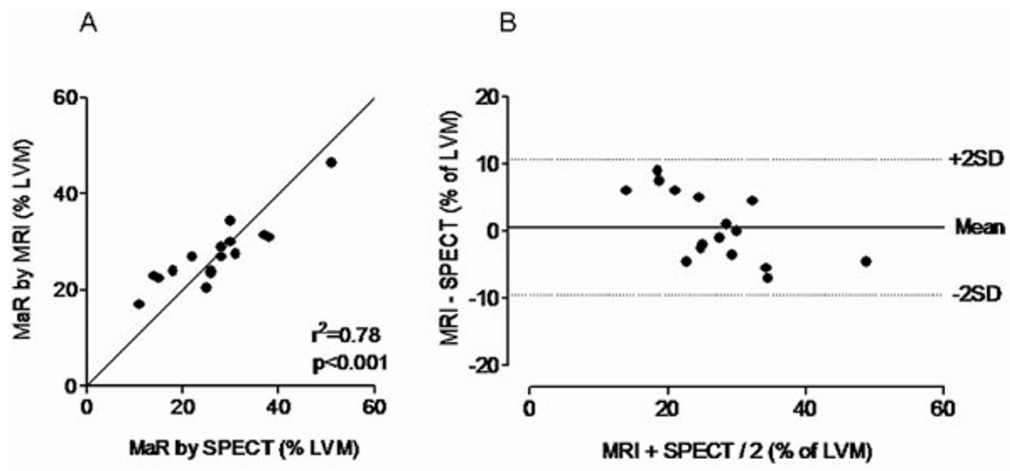 A
B
60
40
20
0
0
20
40
60
MaR by MRI (% LVM)
MaR by SPECT (% LVM)
r²=0.78
p<0.001
20
10
0
-10
-20
0
20
40
60
MRI - SPECT (% of LVM)
MRI + SPECT / 2 (% of LVM)
+2SD
Mean
-2SD